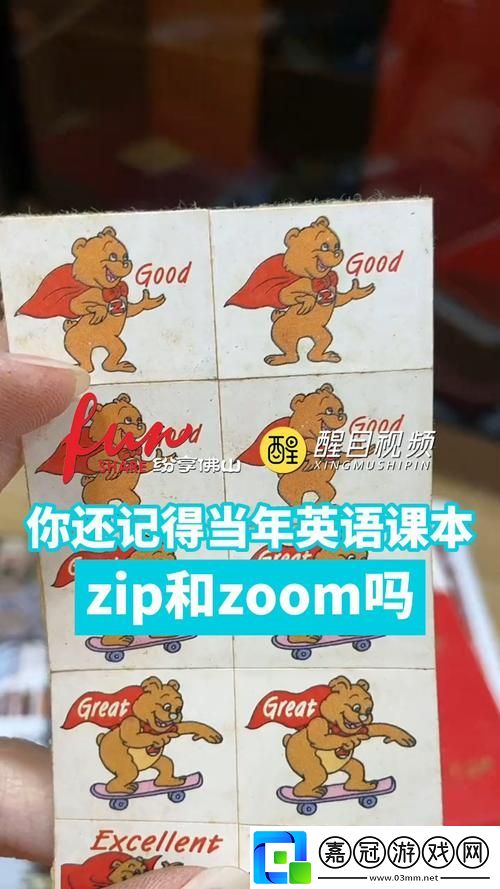 Good Good
Good
fun
SHARE 纷享佛山
醒 醒目视频
XINGMUSHIPIN
你还记得当年英语课本
zip和zoom吗
Great Great
Excellent
嘉冠游戏网
www.03mm.net